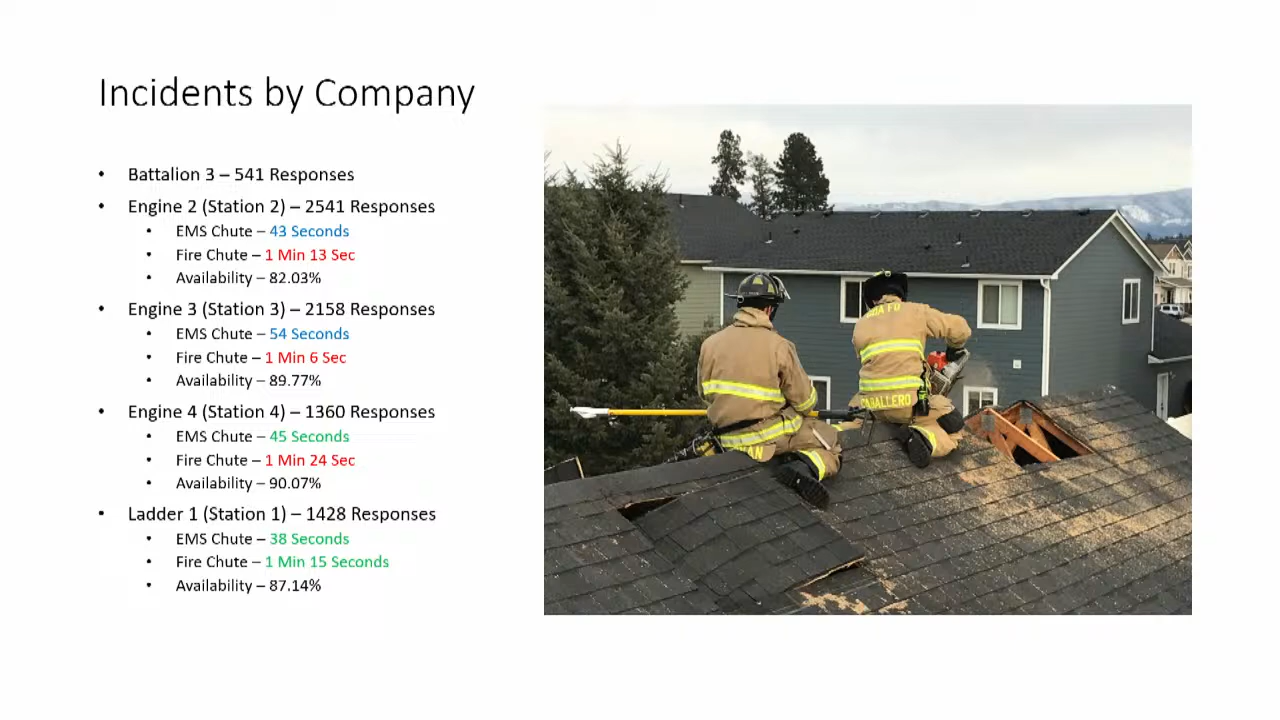 Incidents by Company
• Battalion 3 – 541 Responses
• Engine 2 (Station 2) – 2541 Responses
• EMS Chute – 43 Seconds
• Fire Chute – 1 Min 13 Sec
• Availability – 82.03%
• Engine 3 (Station 3) – 2158 Responses
• EMS Chute – 54 Seconds
• Fire Chute – 1 Min 6 Sec
• Availability – 89.77%
• Engine 4 (Station 4) – 1360 Responses
• EMS Chute – 45 Seconds
• Fire Chute – 1 Min 24 Sec
• Availability – 90.07%
• Ladder 1 (Station 1) – 1428 Responses
• EMS Chute – 38 Seconds
• Fire Chute – 1 Min 15 Seconds
• Availability – 87.14%
CABALLERO